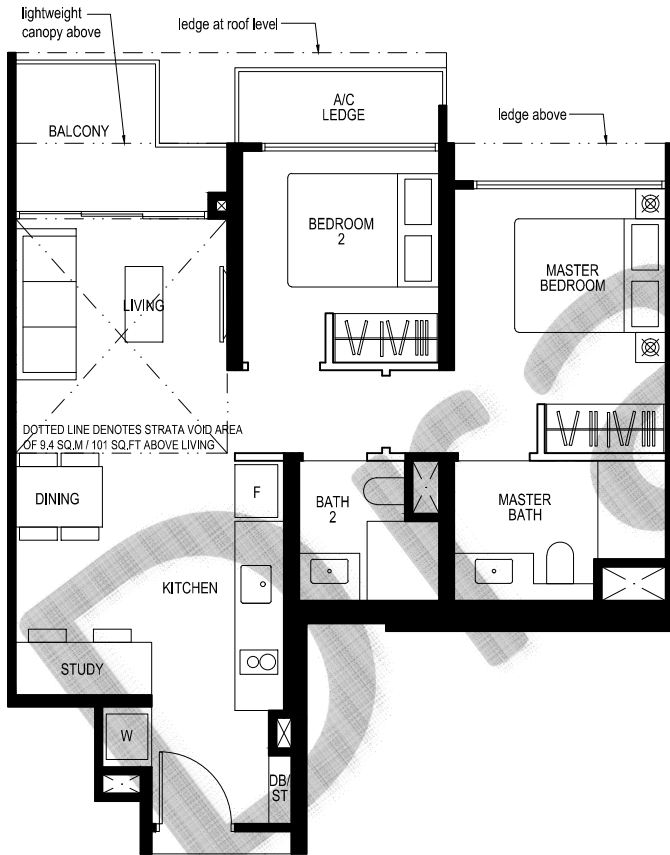 lightweight
canopy above
ledge at roof level
A/C
LEDGE
BALCONY
ledge above
BEDROOM
2
MASTER
BEDROOM
LIVING
DOTTED LINE DENOTES STRATA VOID AREA
OF 9.4 SQ.M / 101 SQ.FT ABOVE LIVING
DINING
F
BATH
2
MASTER
BATH
KITCHEN
STUDY
W
DB/
ST